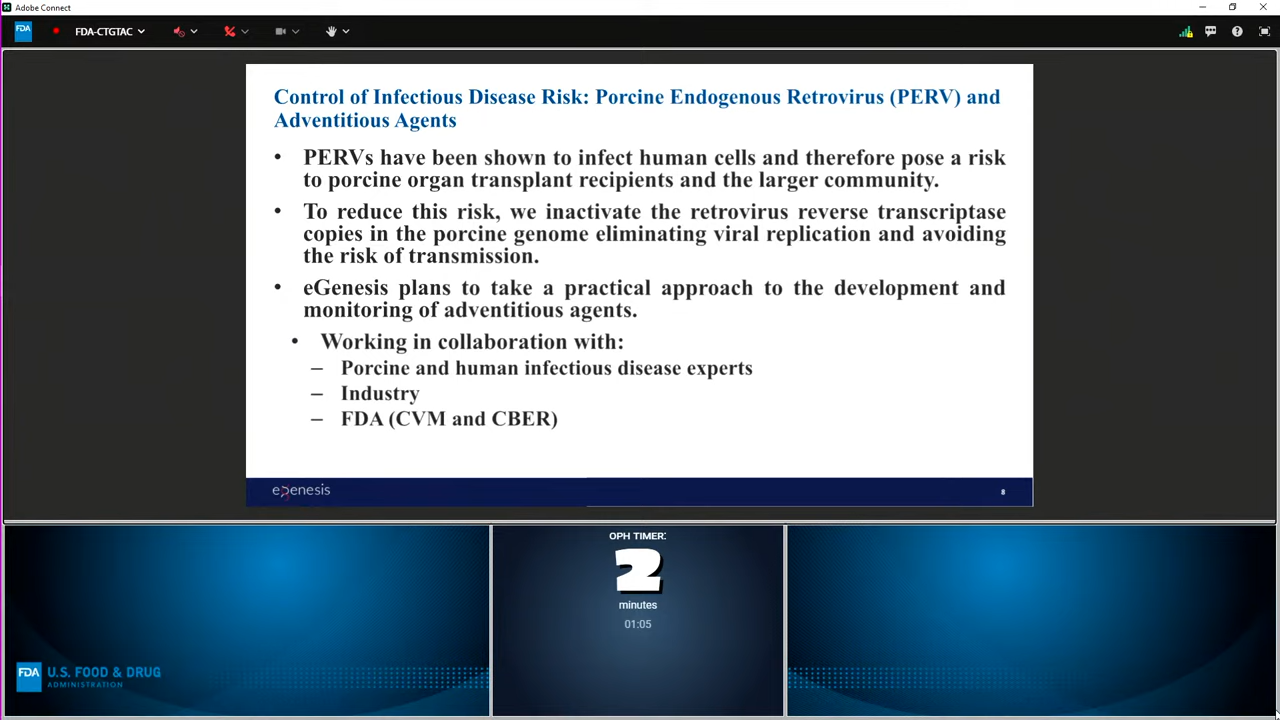 Adobe Connect
FDA
FDA-CTGTAC
Control of Infectious Disease Risk: Porcine Endogenous Retrovirus (PERV) and
Adventitious Agents
• PERVs have been shown to infect human cells and therefore pose a risk
to porcine organ transplant recipients and the larger community.
• To reduce this risk, we inactivate the retrovirus reverse transcriptase
copies in the porcine genome eliminating viral replication and avoiding
the risk of transmission.
• eGenesis plans to take a practical approach to the development and
monitoring of adventitious agents.
• Working in collaboration with:
– Porcine and human infectious disease experts
– Industry
– FDA (CVM and CBER)
egenesis
8
OPH TIMER:
2
minutes
01:05
FDA U.S. FOOD & DRUG
ADMINISTRATION